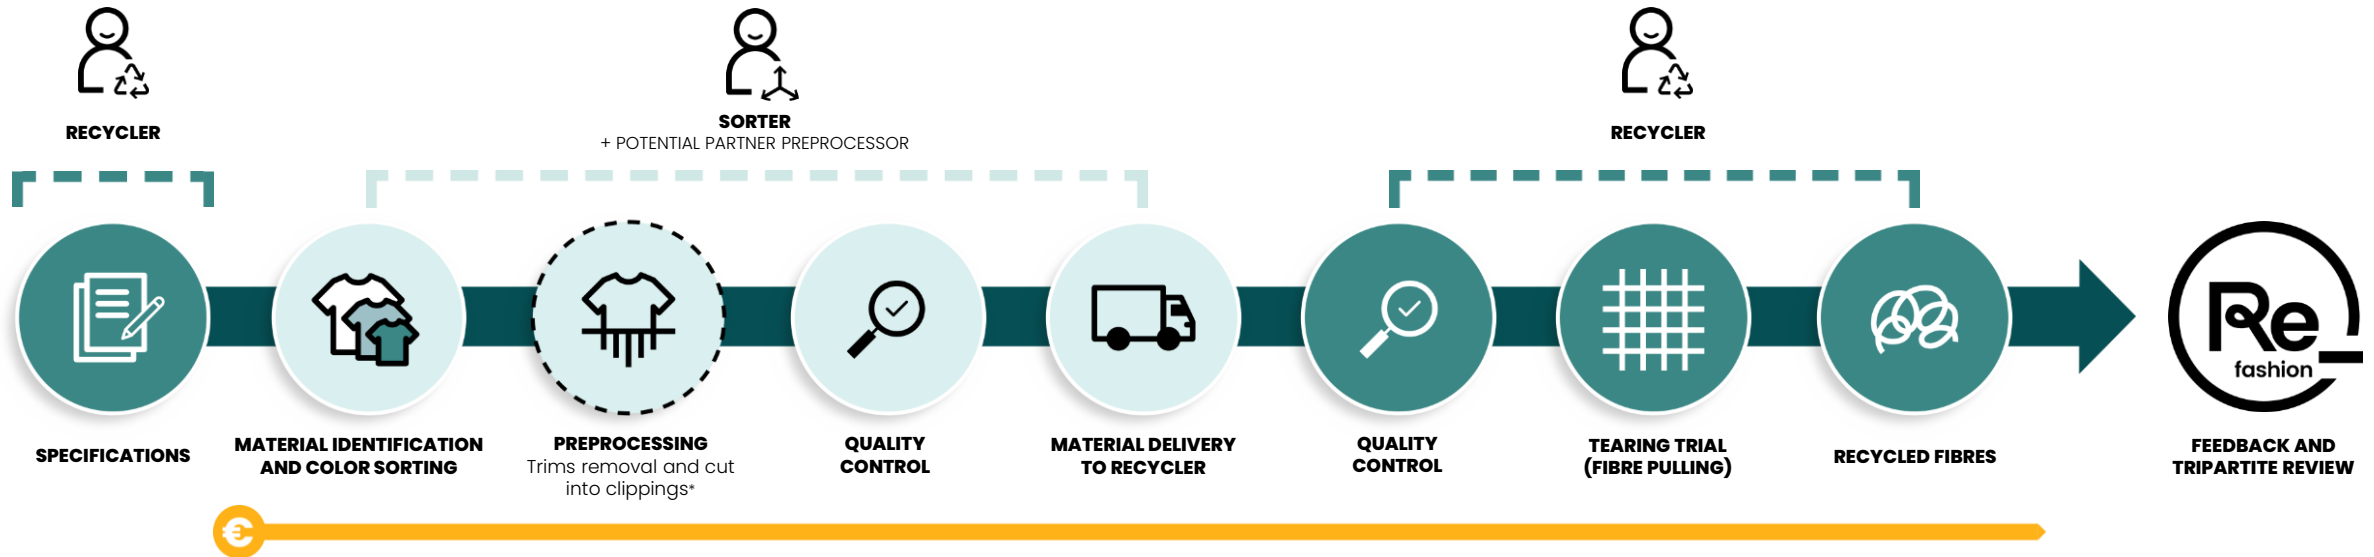 RECYCLER
SORTER
+ POTENTIAL PARTNER PREPROCESSOR
RECYCLER
SPECIFICATIONS
MATERIAL IDENTIFICATION
AND COLOR SORTING
PREPROCESSING
Trims removal and cut
into clippings*
QUALITY
CONTROL
MATERIAL DELIVERY
TO RECYCLER
QUALITY
CONTROL
TEARING TRIAL
(FIBRE PULLING)
RECYCLED FIBRES
Re_
fashion
FEEDBACK AND
TRIPARTITE REVIEW
€